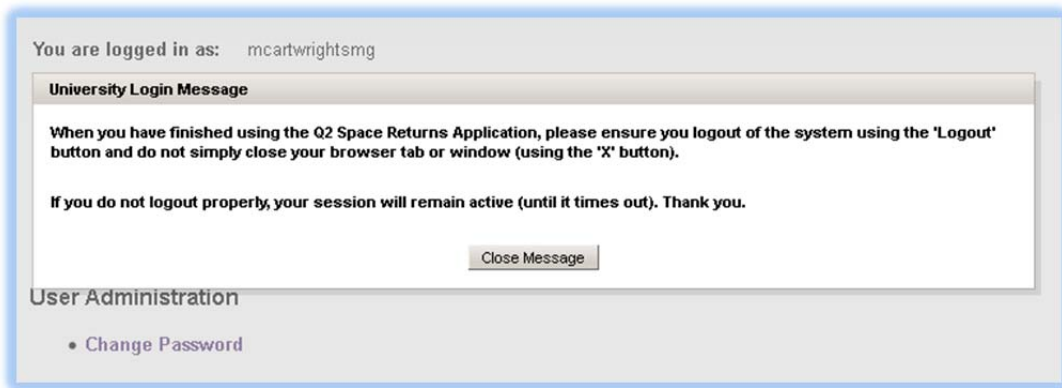 You are logged in as: mcartwrightsmg
University Login Message
When you have finished using the Q2 Space Returns Application, please ensure you logout of the system using the 'Logout'
button and do not simply close your browser tab or window (using the 'X' button).
If you do not logout properly, your session will remain active (until it times out). Thank you.
Close Message
User Administration
• Change Password